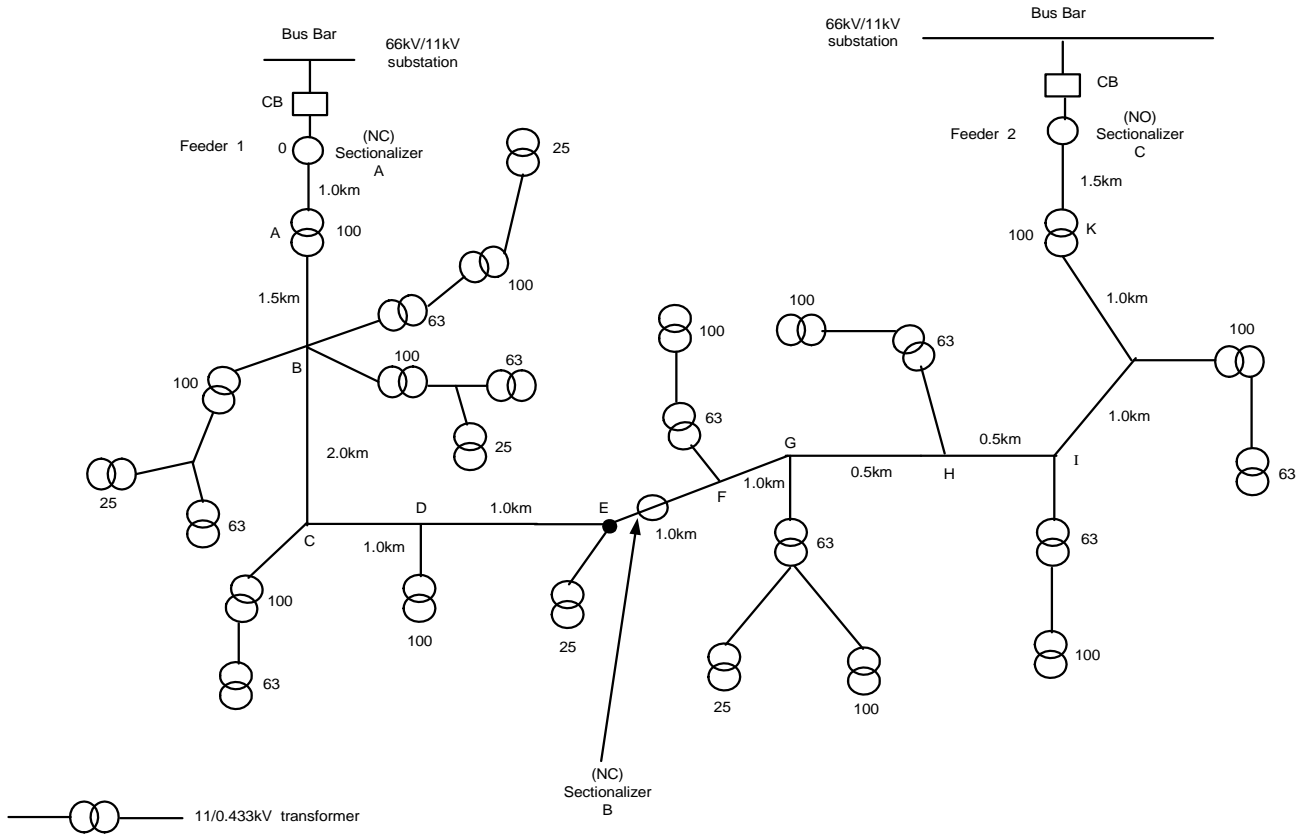 Bus Bar
66kV/11kV
substation
CB
Feeder 1
0
(NC)
Sectionalizer
A
1.0km
A
100
25
1.5km
100
63
B
100
63
100
25
2.0km
25
63
C
D
1.0km
1.0km
E
100
63
100
25
Bus Bar
66kV/11kV
substation
CB
Feeder 2
(NO)
Sectionalizer
C
1.5km
100
K
1.0km
100
63
100
63
100
1.0km
63
F
1.0km
1.0km
G
0.5km
H
0.5km
I
63
63
25
100
63
100
(NC)
Sectionalizer
B
11/0.433kV transformer